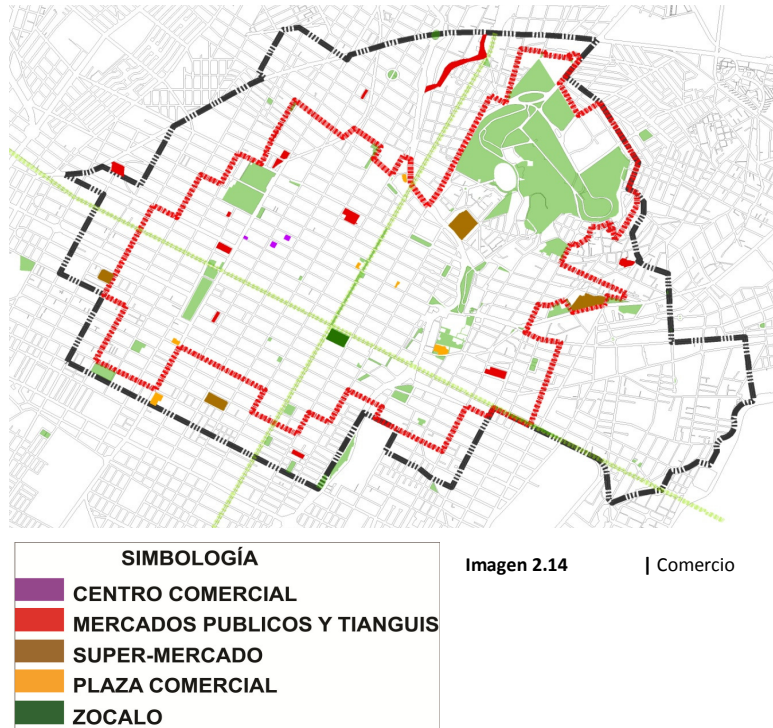 SIMBOLOGÍA
CENTRO COMERCIAL
MERCADOS PUBLICOS Y TIANGUIS
SUPER-MERCADO
PLAZA COMERCIAL
ZOCALO
Imagen 2.14 | Comercio